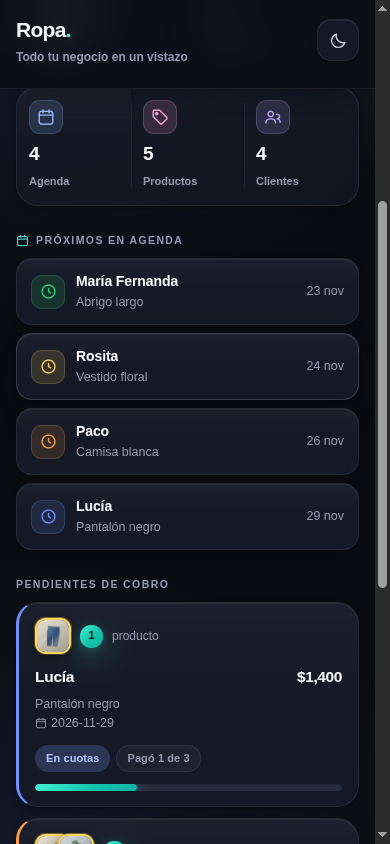 Ropa.
Todo tu negocio en un vistazo
4
Agenda
5
Productos
4
Clientes
PRÓXIMOS EN AGENDA
María Fernanda
Abrigo largo
23 nov
Rosita
Vestido floral
24 nov
Paco
Camisa blanca
26 nov
Lucía
Pantalón negro
29 nov
PENDIENTES DE COBRO
1 producto
Lucía
$1,400
Pantalón negro
2026-11-29
En cuotas
Pagó 1 de 3